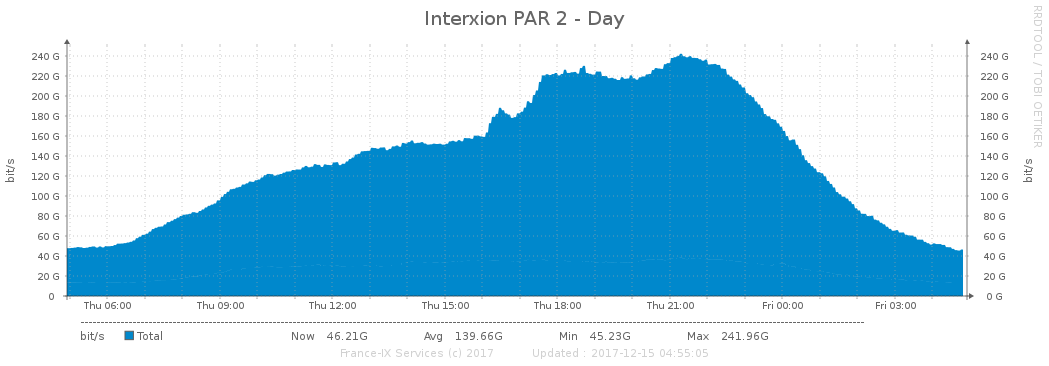 Interxion PAR 2 - Day
RRDTOOL / TOBI OETIKER
bit/s
240 G 240 G
220 G 220 G
200 G 200 G
180 G 180 G
160 G 160 G
140 G 140 G
120 G 120 G
100 G 100 G
80 G 80 G
60 G 60 G
40 G 40 G
20 G 20 G
0 0 G
bit/s
Thu 06:00 Thu 09:00 Thu 12:00 Thu 15:00 Thu 18:00 Thu 21:00 Fri 00:00 Fri 03:00
bit/s Total Now 46.21G Avg 139.66G Min 45.23G Max 241.96G
France-IX Services (c) 2017 Updated : 2017-12-15 04:55:05